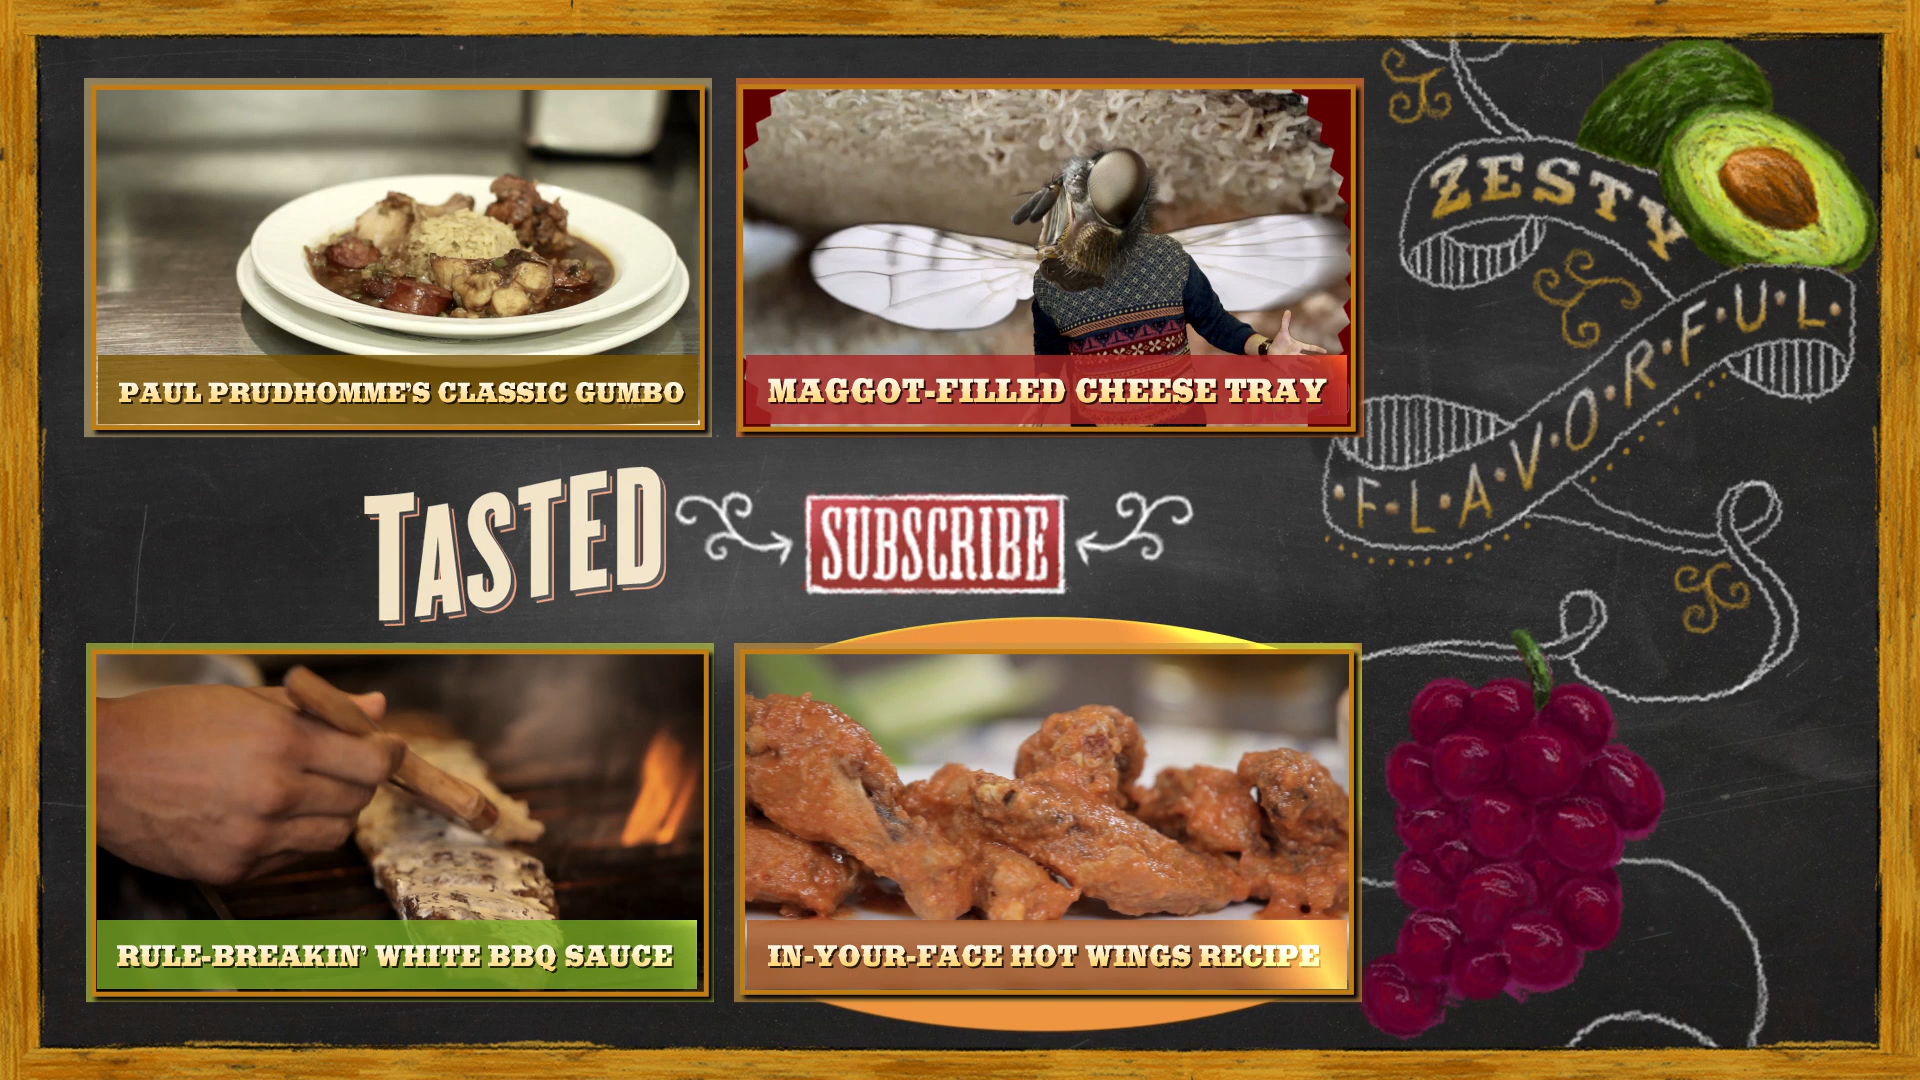 PAUL PRUDHOMME'S CLASSIC GUMBO
MAGGOT-FILLED CHEESE TRAY
ZESTY
F·L·A·V·O·R·F·U·L
TASTED
SUBSCRIBE
RULE-BREAKIN' WHITE BBQ SAUCE
IN-YOUR-FACE HOT WINGS RECIPE